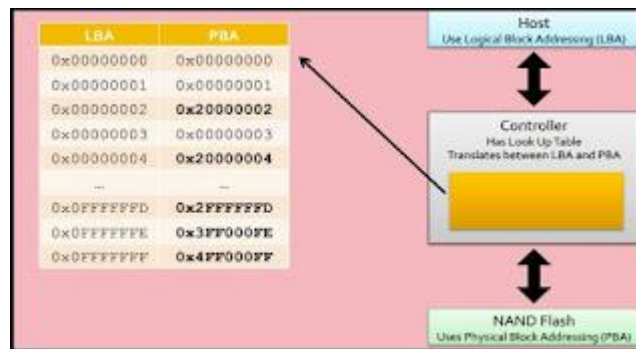 LBA PBA
0x00000000 0x00000000
0x00000001 0x00000001
0x00000002 0x20000002
0x00000003 0x00000003
0x00000004 0x20000004
... ...
0x0FFFFFFD 0x2FFFFFFD
0x0FFFFFFE 0x3FF000FE
0x0FFFFFFF 0x4FF000FF
Host
Use Logical Block Addressing (LBA)
Controller
Has Look Up Table
Translates between LBA and PBA
NAND Flash
Uses Physical Block Addressing (PBA)